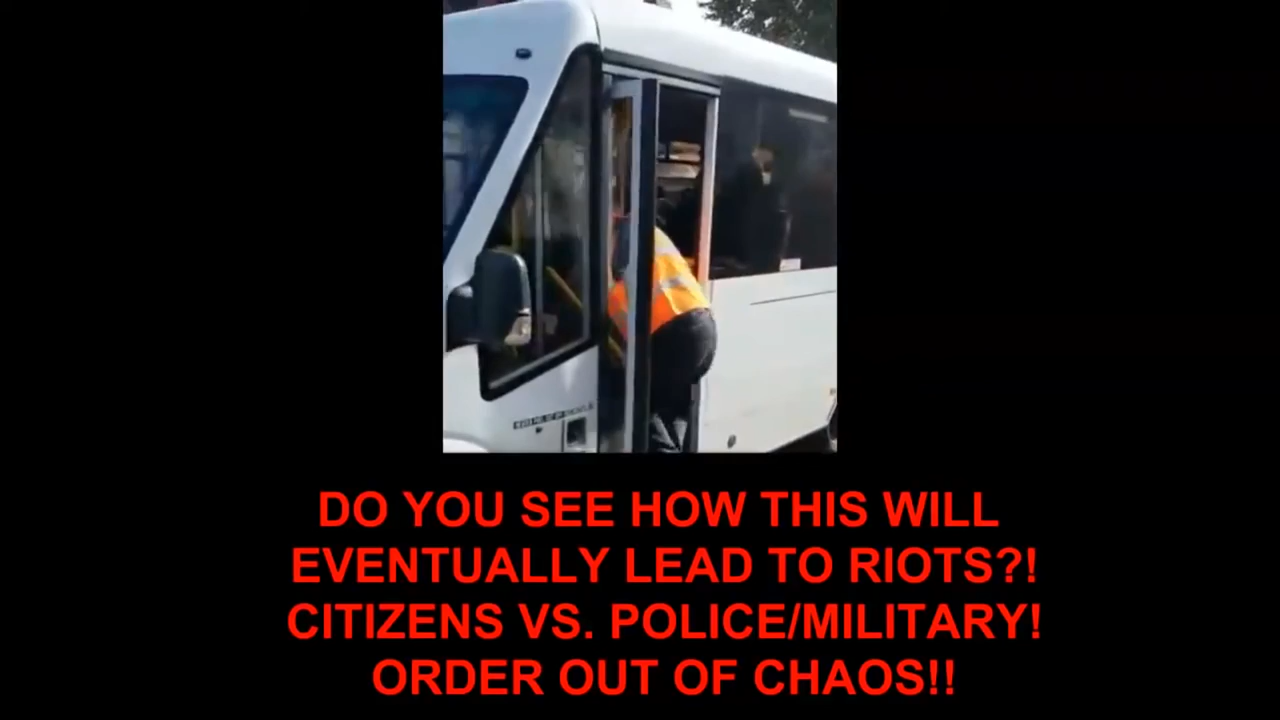 DO YOU SEE HOW THIS WILL
EVENTUALLY LEAD TO RIOTS?!
CITIZENS VS. POLICE/MILITARY!
ORDER OUT OF CHAOS!!